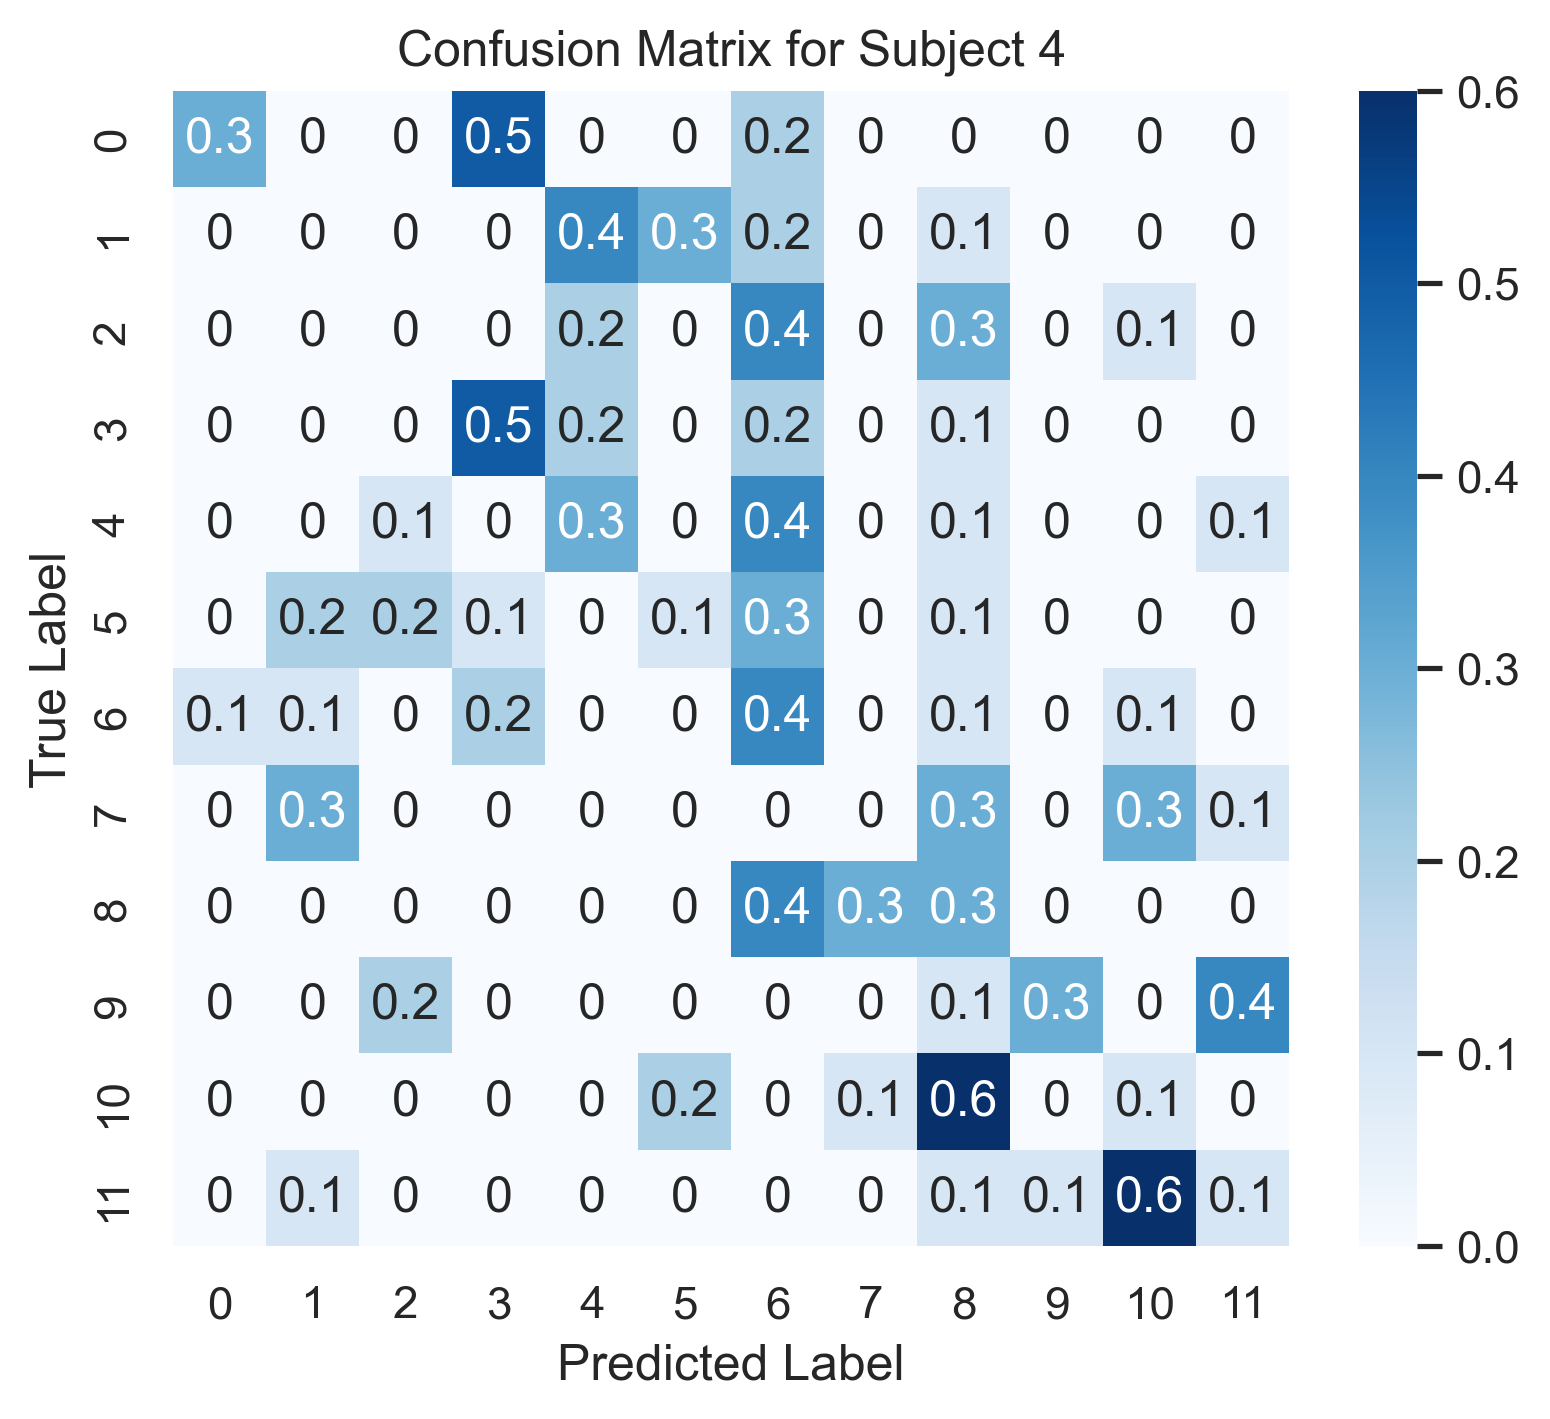 Confusion Matrix for Subject 4
0 0.3 0 0 0.5 0 0 0.2 0 0 0 0 0
1 0 0 0 0 0.4 0.3 0.2 0 0.1 0 0 0
2 0 0 0 0 0.2 0 0.4 0 0.3 0 0.1 0
3 0 0 0 0.5 0.2 0 0.2 0 0.1 0 0 0
4 0 0 0.1 0 0.3 0 0.4 0 0.1 0 0 0.1
5 0 0.2 0.2 0.1 0 0.1 0.3 0 0.1 0 0 0
6 0.1 0.1 0 0.2 0 0 0.4 0 0.1 0 0.1 0
7 0 0.3 0 0 0 0 0 0 0.3 0 0.3 0.1
8 0 0 0 0 0 0 0.4 0.3 0.3 0 0 0
9 0 0 0.2 0 0 0 0 0 0.1 0.3 0 0.4
10 0 0 0 0 0 0.2 0 0.1 0.6 0 0.1 0
11 0 0.1 0 0 0 0 0 0 0.1 0.1 0.6 0.1
0 1 2 3 4 5 6 7 8 9 10 11
Predicted Label
True Label
0.6
0.5
0.4
0.3
0.2
0.1
0.0